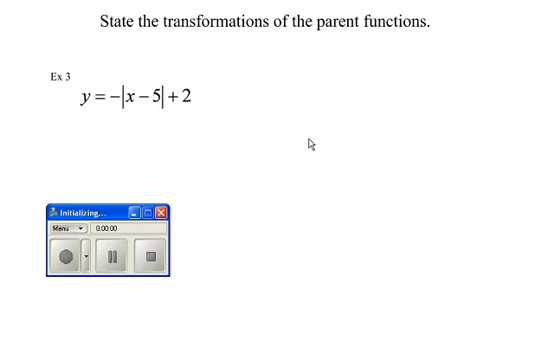 State the transformations of the parent functions.
Ex 3
y = -|x - 5| + 2
Initializing...
Menu 0:00:00